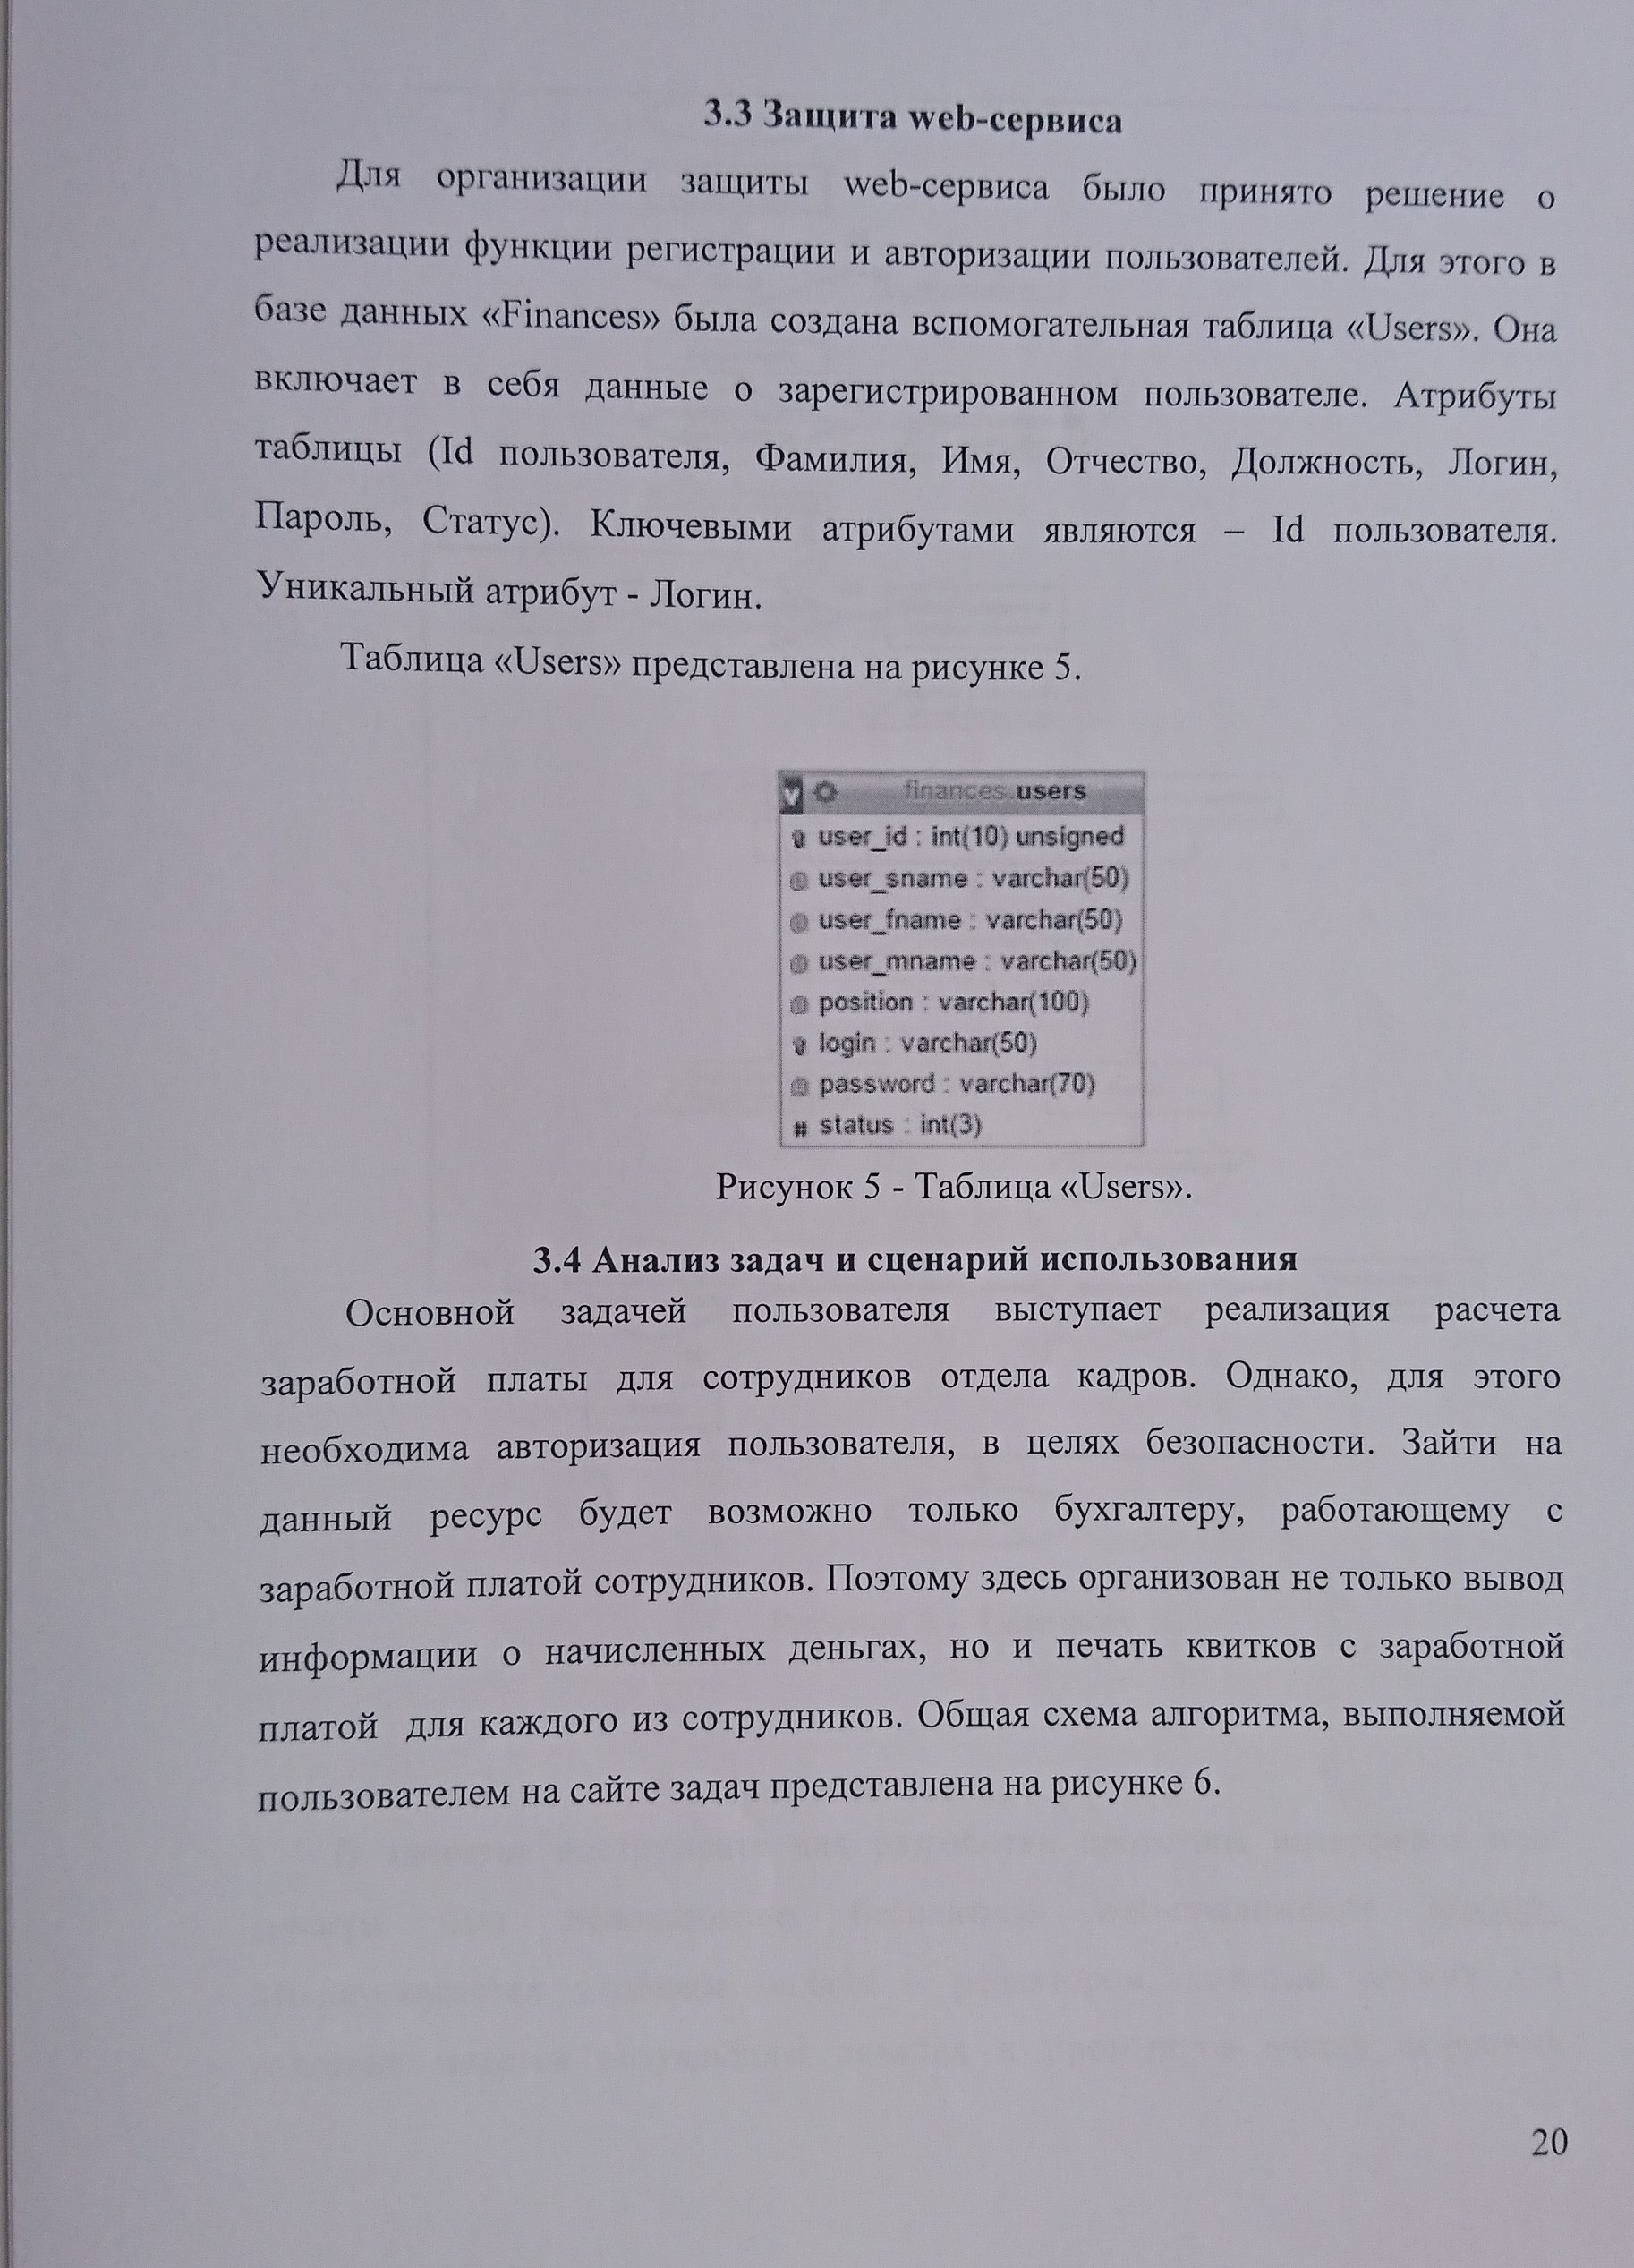 3.3 Защита web-сервиса
Для организации защиты web-сервиса было принято решение о
реализации функции регистрации и авторизации пользователей. Для этого в
базе данных «Finances» была создана вспомогательная таблица «Users». Она
включает в себя данные о зарегистрированном пользователе. Атрибуты
таблицы (Id пользователя, Фамилия, Имя, Отчество, Должность, Логин,
Пароль, Статус). Ключевыми атрибутами являются – Id пользователя.
Уникальный атрибут - Логин.
Таблица «Users» представлена на рисунке 5.
finances.users
user_id : int(10) unsigned
user_sname : varchar(50)
user_fname : varchar(50)
user_mname : varchar(50)
position : varchar(100)
login : varchar(50)
password : varchar(70)
# status : int(3)
Рисунок 5 - Таблица «Users».
3.4 Анализ задач и сценарий использования
Основной задачей пользователя выступает реализация расчета
заработной платы для сотрудников отдела кадров. Однако, для этого
необходима авторизация пользователя, в целях безопасности. Зайти на
данный ресурс будет возможно только бухгалтеру, работающему с
заработной платой сотрудников. Поэтому здесь организован не только вывод
информации о начисленных деньгах, но и печать квитков с заработной
платой для каждого из сотрудников. Общая схема алгоритма, выполняемой
пользователем на сайте задач представлена на рисунке 6.
20